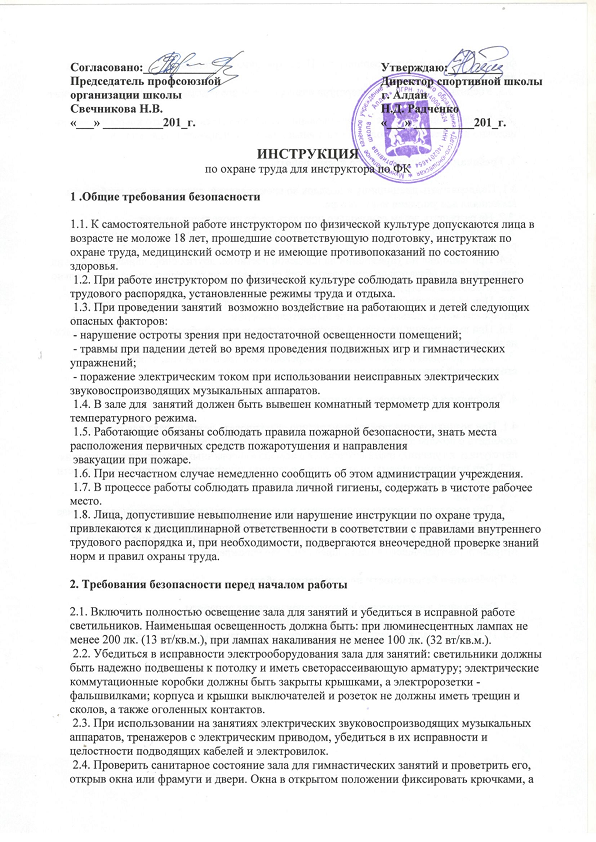 Согласовано:
Председатель профсоюзной
организации школы
Свечникова Н.В.
«___» __________201_г.
Утверждаю:
Директор спортивной школы
г. Алдан
Н.Д. Радченко
«___» __________201_г.
ИНСТРУКЦИЯ
по охране труда для инструктора по ФК
1 .Общие требования безопасности
1.1. К самостоятельной работе инструктором по физической культуре допускаются лица в
возрасте не моложе 18 лет, прошедшие соответствующую подготовку, инструктаж по
охране труда, медицинский осмотр и не имеющие противопоказаний по состоянию
здоровья.
1.2. При работе инструктором по физической культуре соблюдать правила внутреннего
трудового распорядка, установленные режимы труда и отдыха.
1.3. При проведении занятий возможно воздействие на работающих и детей следующих
опасных факторов:
- нарушение остроты зрения при недостаточной освещенности помещений;
- травмы при падении детей во время проведения подвижных игр и гимнастических
упражнений;
- поражение электрическим током при использовании неисправных электрических
звуковоспроизводящих музыкальных аппаратов.
1.4. В зале для занятий должен быть вывешен комнатный термометр для контроля
температурного режима.
1.5. Работающие обязаны соблюдать правила пожарной безопасности, знать места
расположения первичных средств пожаротушения и направления
эвакуации при пожаре.
1.6. При несчастном случае немедленно сообщить об этом администрации учреждения.
1.7. В процессе работы соблюдать правила личной гигиены, содержать в чистоте рабочее
место.
1.8. Лица, допустившие невыполнение или нарушение инструкции по охране труда,
привлекаются к дисциплинарной ответственности в соответствии с правилами внутреннего
трудового распорядка и, при необходимости, подвергаются внеочередной проверке знаний
норм и правил охраны труда.
2. Требования безопасности перед началом работы
2.1. Включить полностью освещение зала для занятий и убедиться в исправной работе
светильников. Наименьшая освещенность должна быть: при люминесцентных лампах не
менее 200 лк. (13 вт/кв.м.), при лампах накаливания не менее 100 лк. (32 вт/кв.м.).
2.2. Убедиться в исправности электрооборудования зала для занятий: светильники должны
быть надежно подвешены к потолку и иметь светорассеивающую арматуру; электрические
коммутационные коробки должны быть закрыты крышками, а электророзетки -
фальшвилками; корпуса и крышки выключателей и розеток не должны иметь трещин и
сколов, а также оголенных контактов.
2.3. При использовании на занятиях электрических звуковоспроизводящих музыкальных
аппаратов, тренажеров с электрическим приводом, убедиться в их исправности и
целостности подводящих кабелей и электровилок.
2.4. Проверить санитарное состояние зала для гимнастических занятий и проветрить его,
открыв окна или фрамуги и двери. Окна в открытом положении фиксировать крючками, а